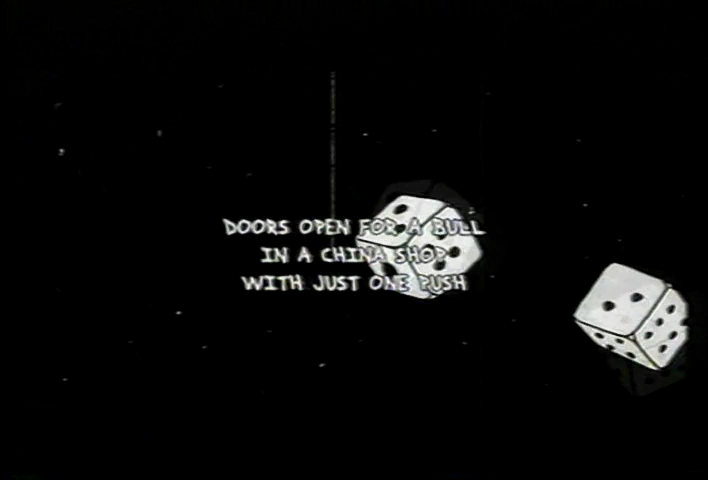 DOORS OPEN FOR A BULL
IN A CHINA SHOP
WITH JUST ONE PUSH